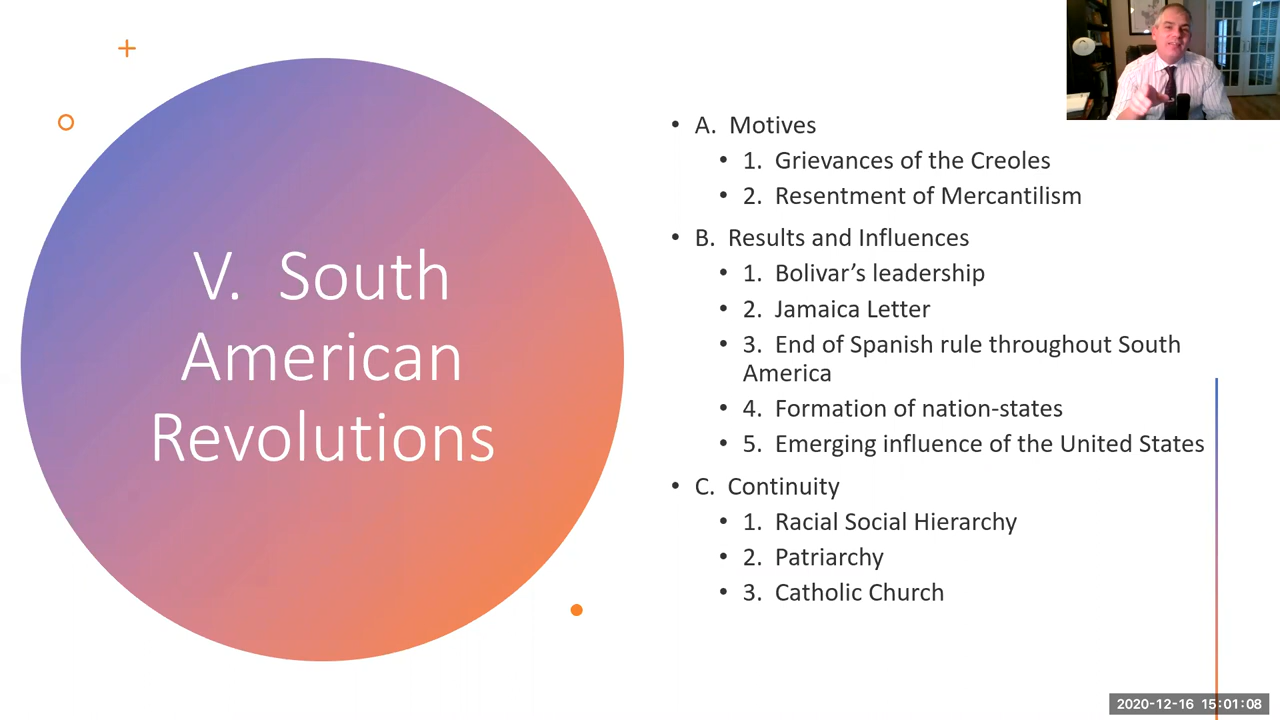 V. South
American
Revolutions
• A. Motives
• 1. Grievances of the Creoles
• 2. Resentment of Mercantilism
• B. Results and Influences
• 1. Bolivar’s leadership
• 2. Jamaica Letter
• 3. End of Spanish rule throughout South
America
• 4. Formation of nation-states
• 5. Emerging influence of the United States
• C. Continuity
• 1. Racial Social Hierarchy
• 2. Patriarchy
• 3. Catholic Church
2020-12-16 15:01:08